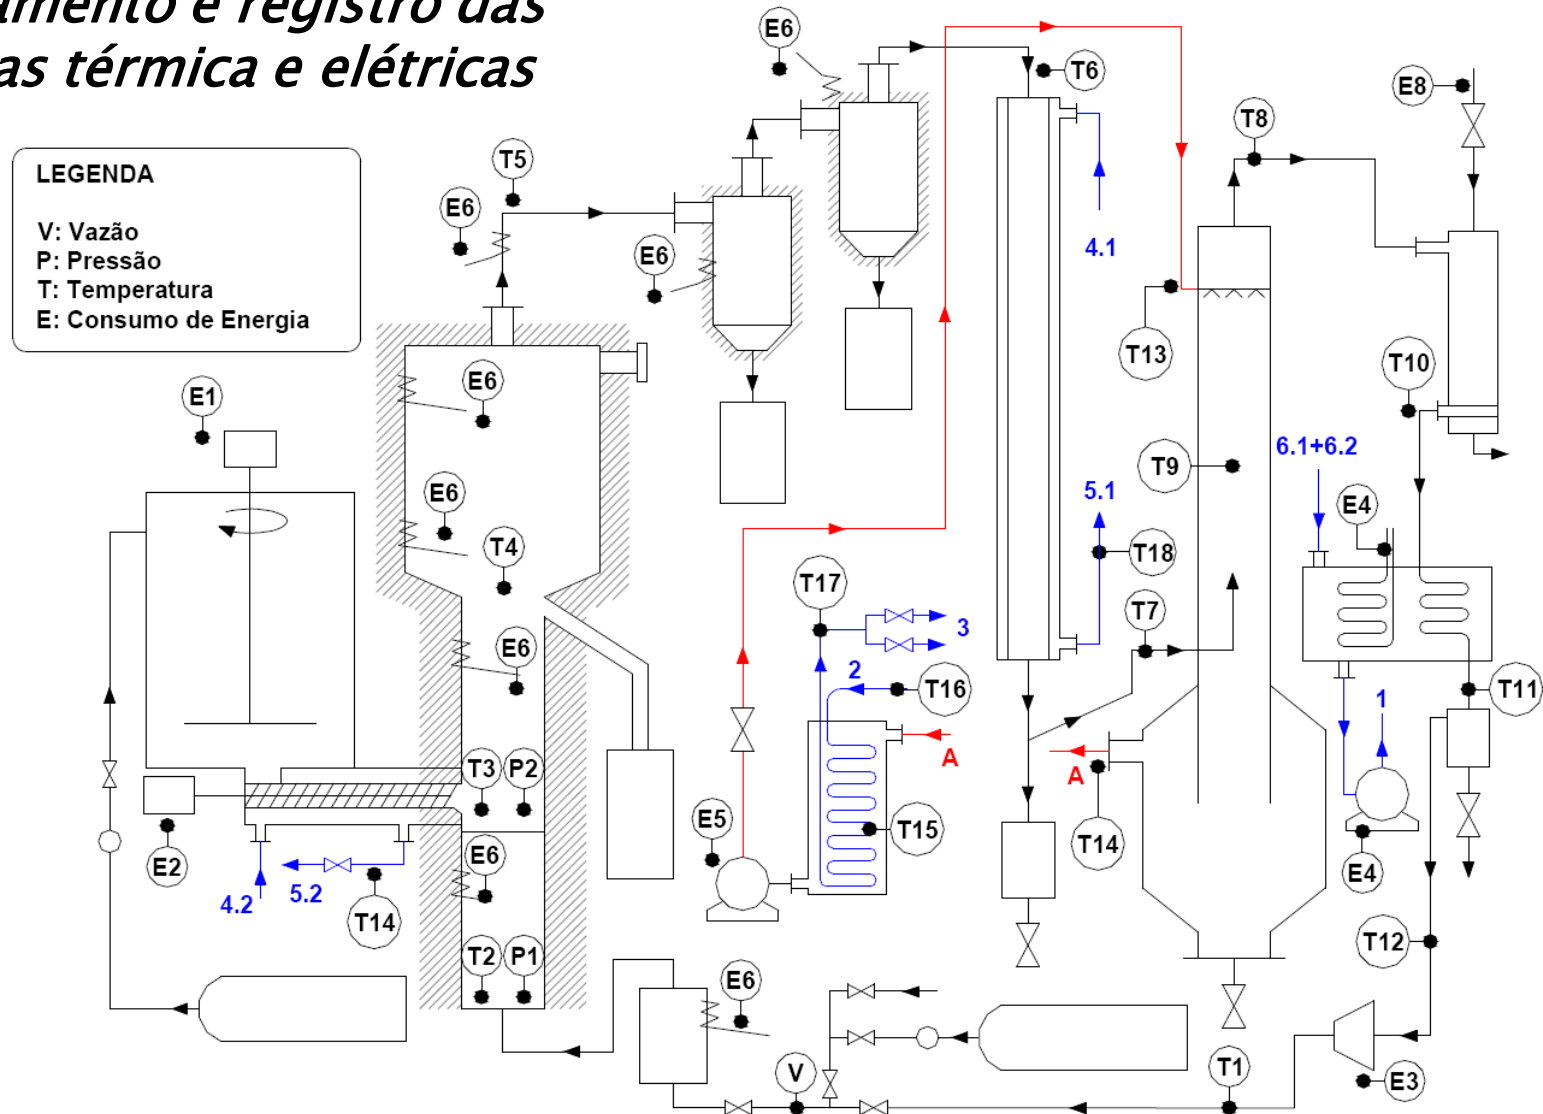 amento e registro das
as térmica e elétricas
E6
T6
E8
T8
T5
LEGENDA
V: Vazão
P: Pressão
T: Temperatura
E: Consumo de Energia
E6
E6
4.1
T13
T10
E1
E6
6.1+6.2
T9
E6
5.1
E4
T4
T18
T17
3
T7
E6
2
T16
T11
1
A
A
T3
P2
E5
T15
T14
E2
E6
E4
4.2
5.2
T14
T12
T2
P1
E6
V
T1
E3